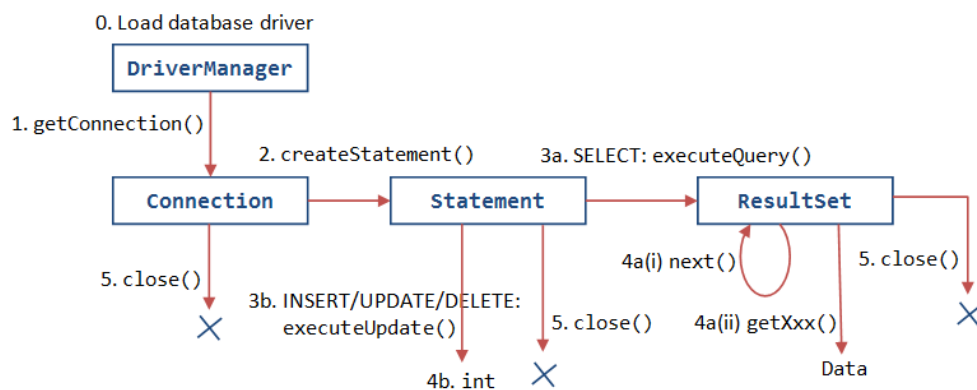 0. Load database driver
DriverManager
1. getConnection()
2. createStatement()
3a. SELECT: executeQuery()
Connection
Statement
ResultSet
5. close()
4a(i) next()
5. close()
3b. INSERT/UPDATE/DELETE:
executeUpdate()
5. close()
4a(ii) getXxx()
4b. int
Data